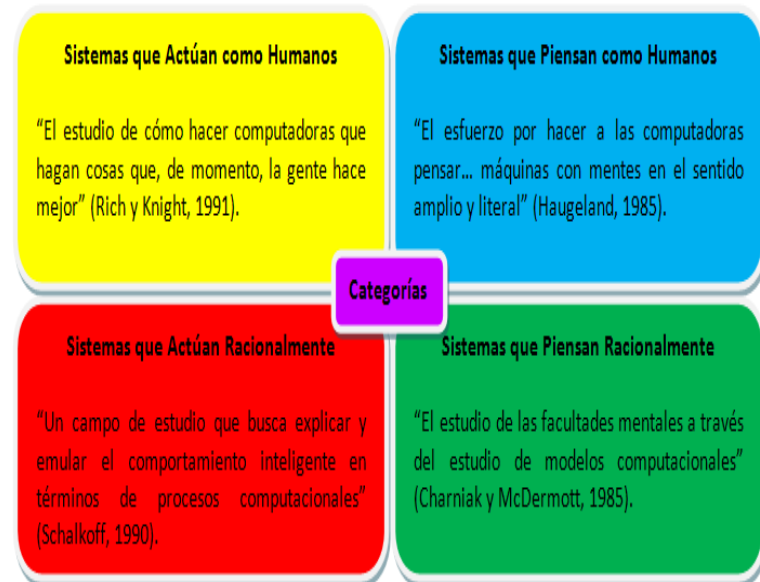 Sistemas que Actúan como Humanos
“El estudio de cómo hacer computadoras que
hagan cosas que, de momento, la gente hace
mejor” (Rich y Knight, 1991).
Sistemas que Piensan como Humanos
“El esfuerzo por hacer a las computadoras
pensar... máquinas con mentes en el sentido
amplio y literal” (Haugeland, 1985).
Categorías
Sistemas que Actúan Racionalmente
“Un campo de estudio que busca explicar y
emular el comportamiento inteligente en
términos de procesos computacionales”
(Schalkoff, 1990).
Sistemas que Piensan Racionalmente
“El estudio de las facultades mentales a través
del estudio de modelos computacionales”
(Charniak y McDermott, 1985).